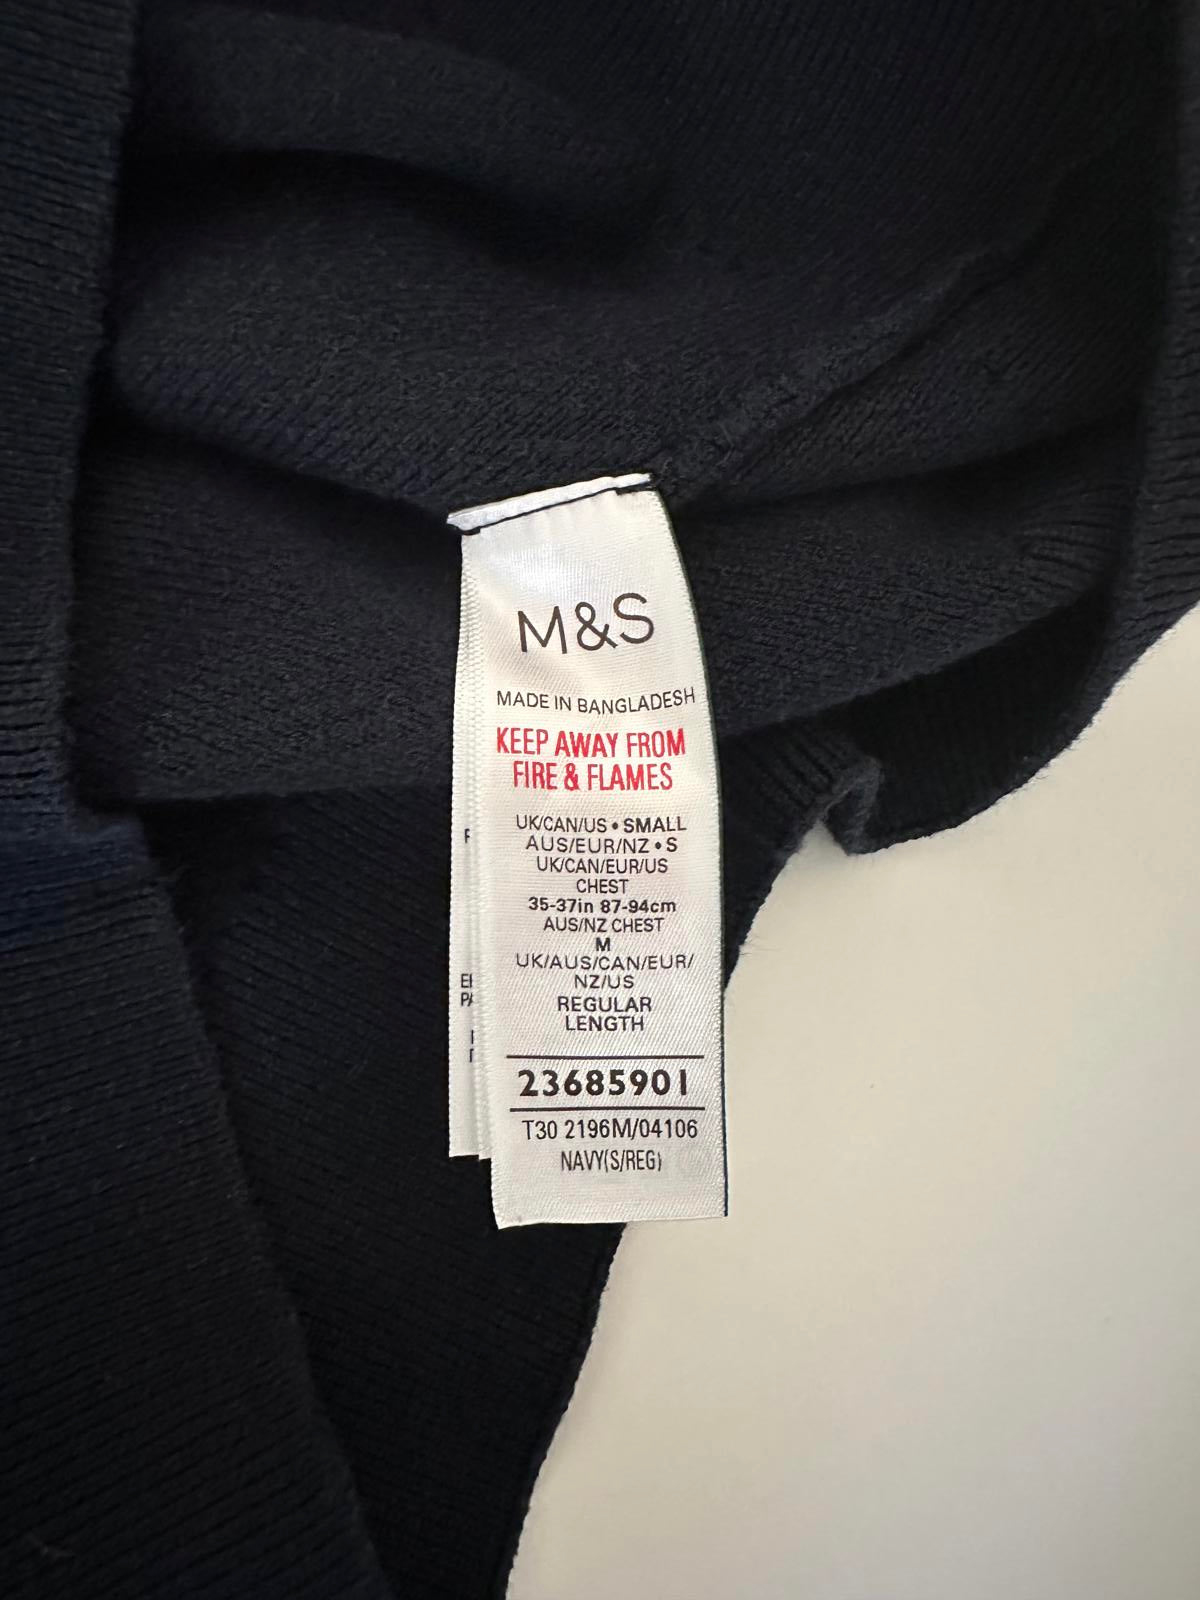 M&S
MADE IN BANGLADESH
KEEP AWAY FROM
FIRE & FLAMES
UK/CAN/US • SMALL
AUS/EUR/NZ • S
UK/CAN/EUR/US
CHEST
35-37in 87-94cm
AUS/NZ CHEST
M
UK/AUS/CAN/EUR/
NZ/US
REGULAR
LENGTH
23685901
T30 2196M/04106
NAVY(S/REG)